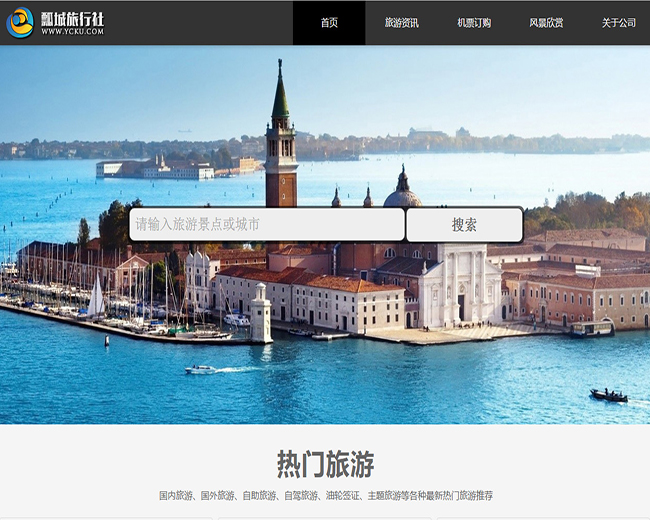 瓢城旅行社
WWW.YCKU.COM
首页 旅游资讯 机票订购 风景欣赏 关于公司
请输入旅游景点或城市 搜索
热门旅游
国内旅游、国外旅游、自助旅游、自驾旅游、油轮签证、主题旅游等各种最新热门旅游推荐